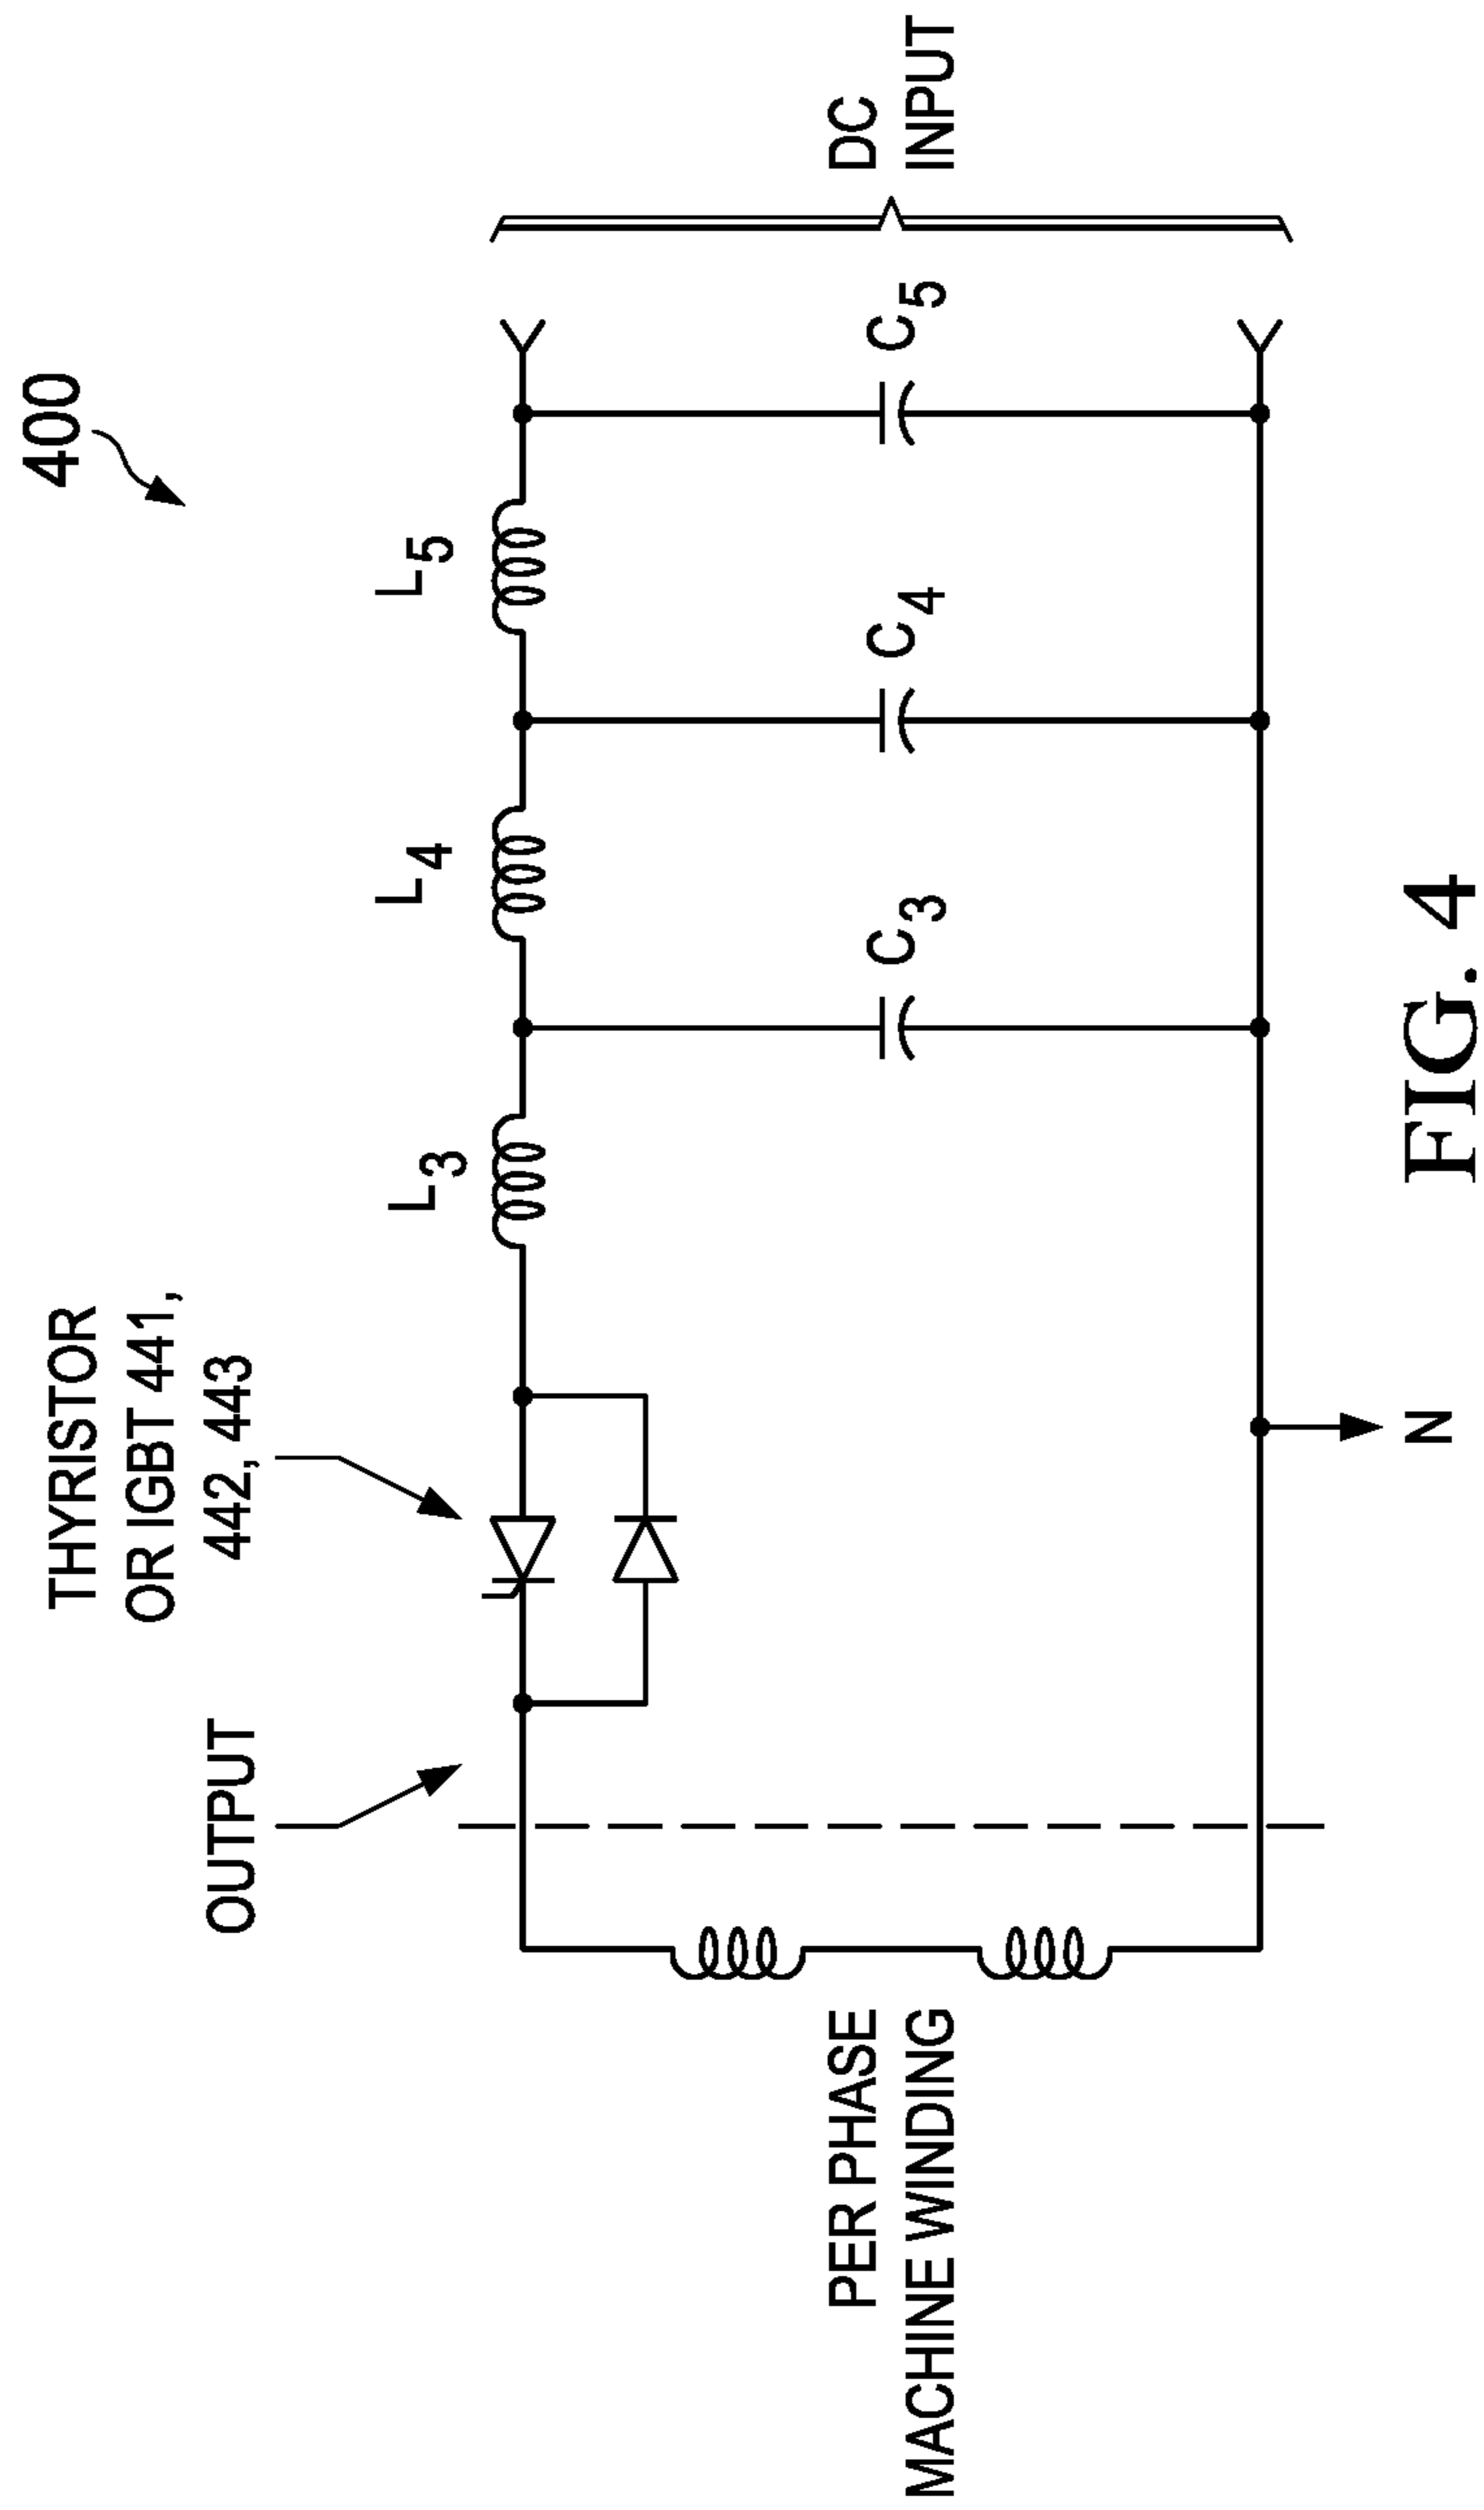 400
THYRISTOR
OR IGBT 441,
442, 443
OUTPUT
L3
L4
L5
PER PHASE
MACHINE WINDING
C3
C4
C5
DC
INPUT
N
FIG. 4